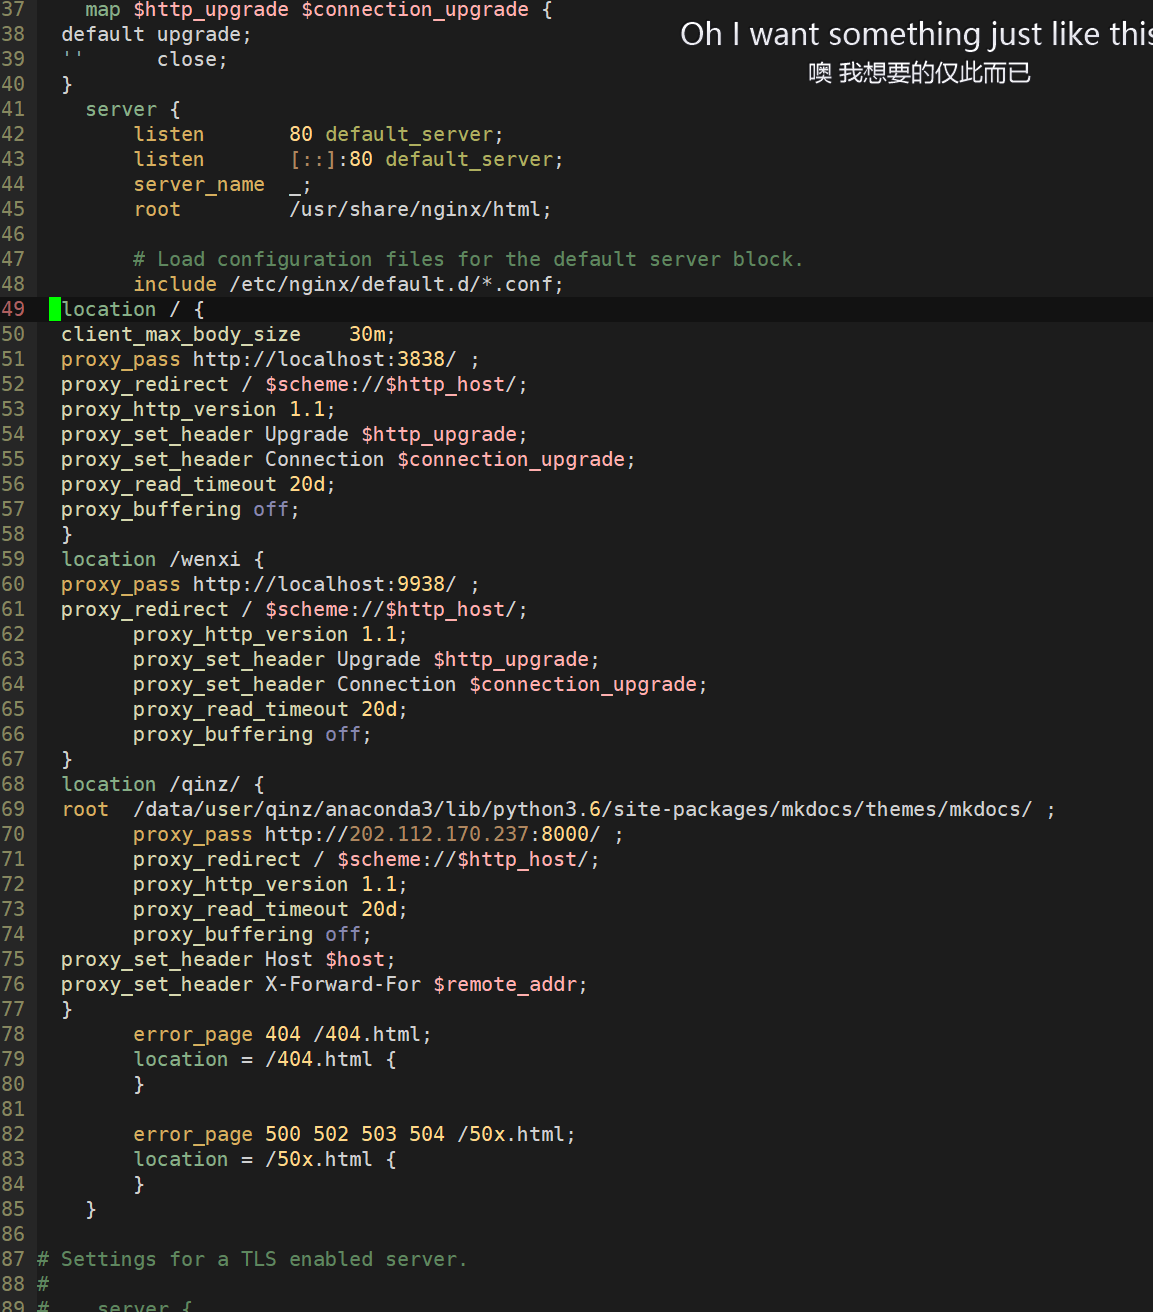 37 map $http_upgrade $connection_upgrade {
Oh I want something just like this
38 default upgrade;
39 '' close;
噢 我想要的仅此而已
40 }
41 server {
42 listen 80 default_server;
43 listen [::]:80 default_server;
44 server_name _;
45 root /usr/share/nginx/html;
46
47 # Load configuration files for the default server block.
48 include /etc/nginx/default.d/*.conf;
49 location / {
50 client_max_body_size 30m;
51 proxy_pass http://localhost:3838/ ;
52 proxy_redirect / $scheme://$http_host/;
53 proxy_http_version 1.1;
54 proxy_set_header Upgrade $http_upgrade;
55 proxy_set_header Connection $connection_upgrade;
56 proxy_read_timeout 20d;
57 proxy_buffering off;
58 }
59 location /wenxi {
60 proxy_pass http://localhost:9938/ ;
61 proxy_redirect / $scheme://$http_host/;
62 proxy_http_version 1.1;
63 proxy_set_header Upgrade $http_upgrade;
64 proxy_set_header Connection $connection_upgrade;
65 proxy_read_timeout 20d;
66 proxy_buffering off;
67 }
68 location /qinz/ {
69 root /data/user/qinz/anaconda3/lib/python3.6/site-packages/mkdocs/themes/mkdocs/ ;
70 proxy_pass http://202.112.170.237:8000/ ;
71 proxy_redirect / $scheme://$http_host/;
72 proxy_http_version 1.1;
73 proxy_read_timeout 20d;
74 proxy_buffering off;
75 proxy_set_header Host $host;
76 proxy_set_header X-Forward-For $remote_addr;
77 }
78 error_page 404 /404.html;
79 location = /404.html {
80 }
81
82 error_page 500 502 503 504 /50x.html;
83 location = /50x.html {
84 }
85 }
86
87 # Settings for a TLS enabled server.
88 #
89 # server {